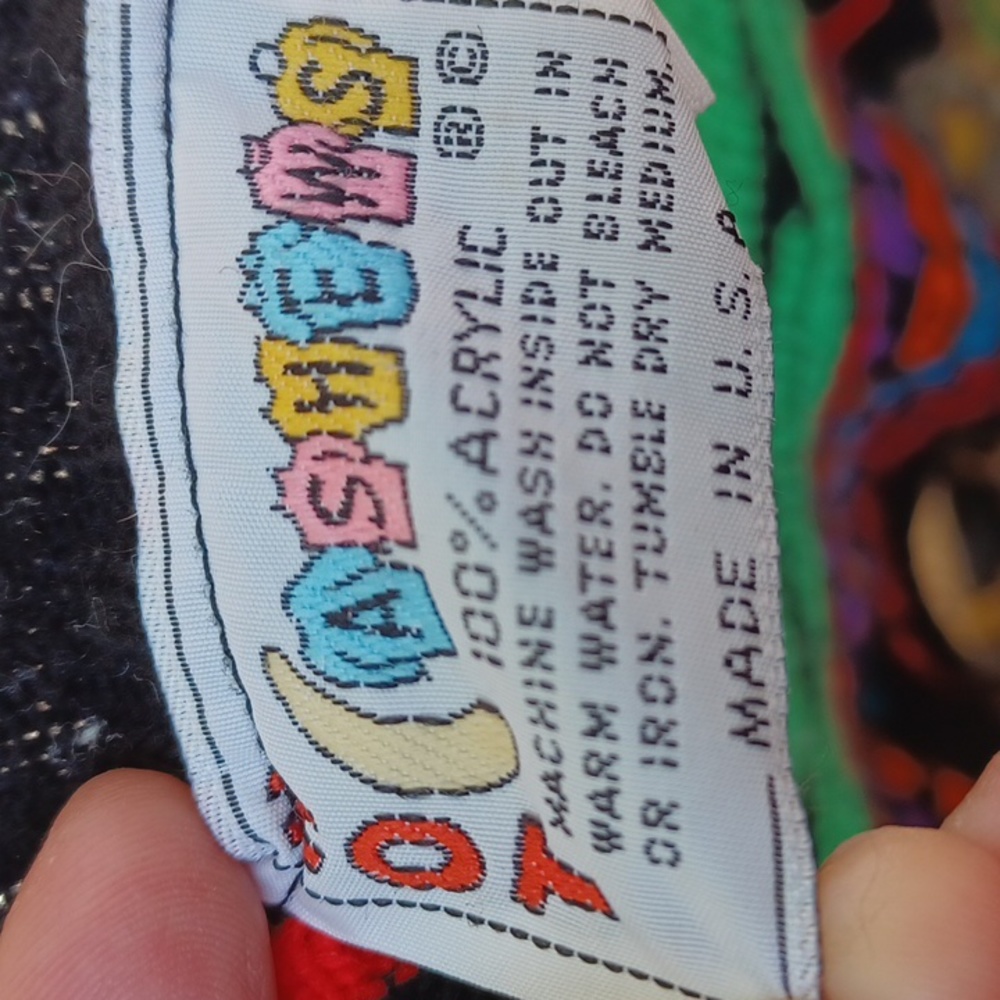 CASHEWS ® ©
100% ACRYLIC
MACHINE WASH INSIDE OUT IN
WARM WATER. DO NOT BLEACH
OR IRON. TUMBLE DRY MEDIUM.
MADE IN U. S. A.